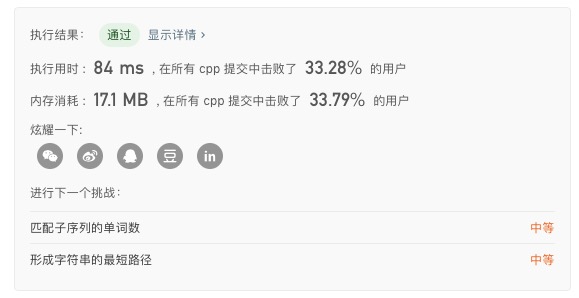 执行结果： 通过 显示详情 ›
执行用时：84 ms ，在所有 cpp 提交中击败了 33.28% 的用户
内存消耗：17.1 MB ，在所有 cpp 提交中击败了 33.79% 的用户
炫耀一下:
豆 in
进行下一个挑战：
匹配子序列的单词数 中等
形成字符串的最短路径 中等